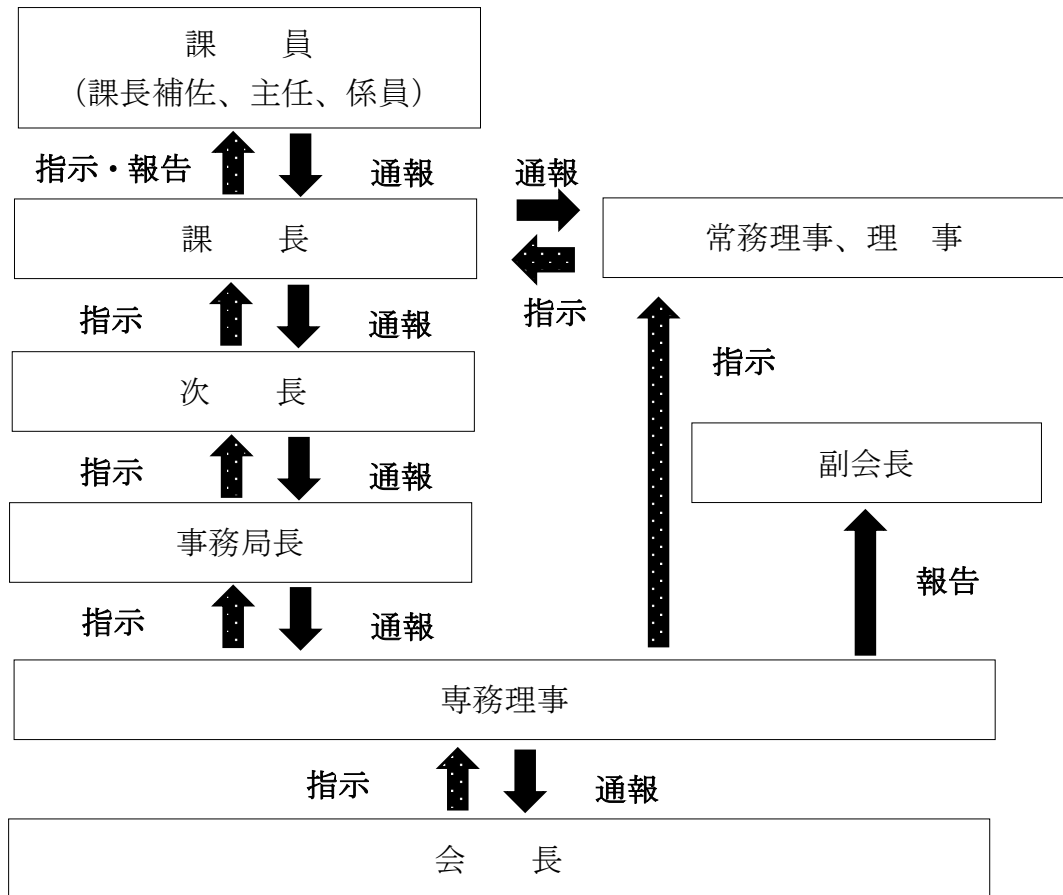 課　　員
（課長補佐、主任、係員）
指示・報告　通報　通報
課　　長
常務理事、理　事
指示　通報　指示
指示
次　　長
副会長
指示　通報
事務局長
報告
指示　通報
専務理事
指示　通報
会　　長